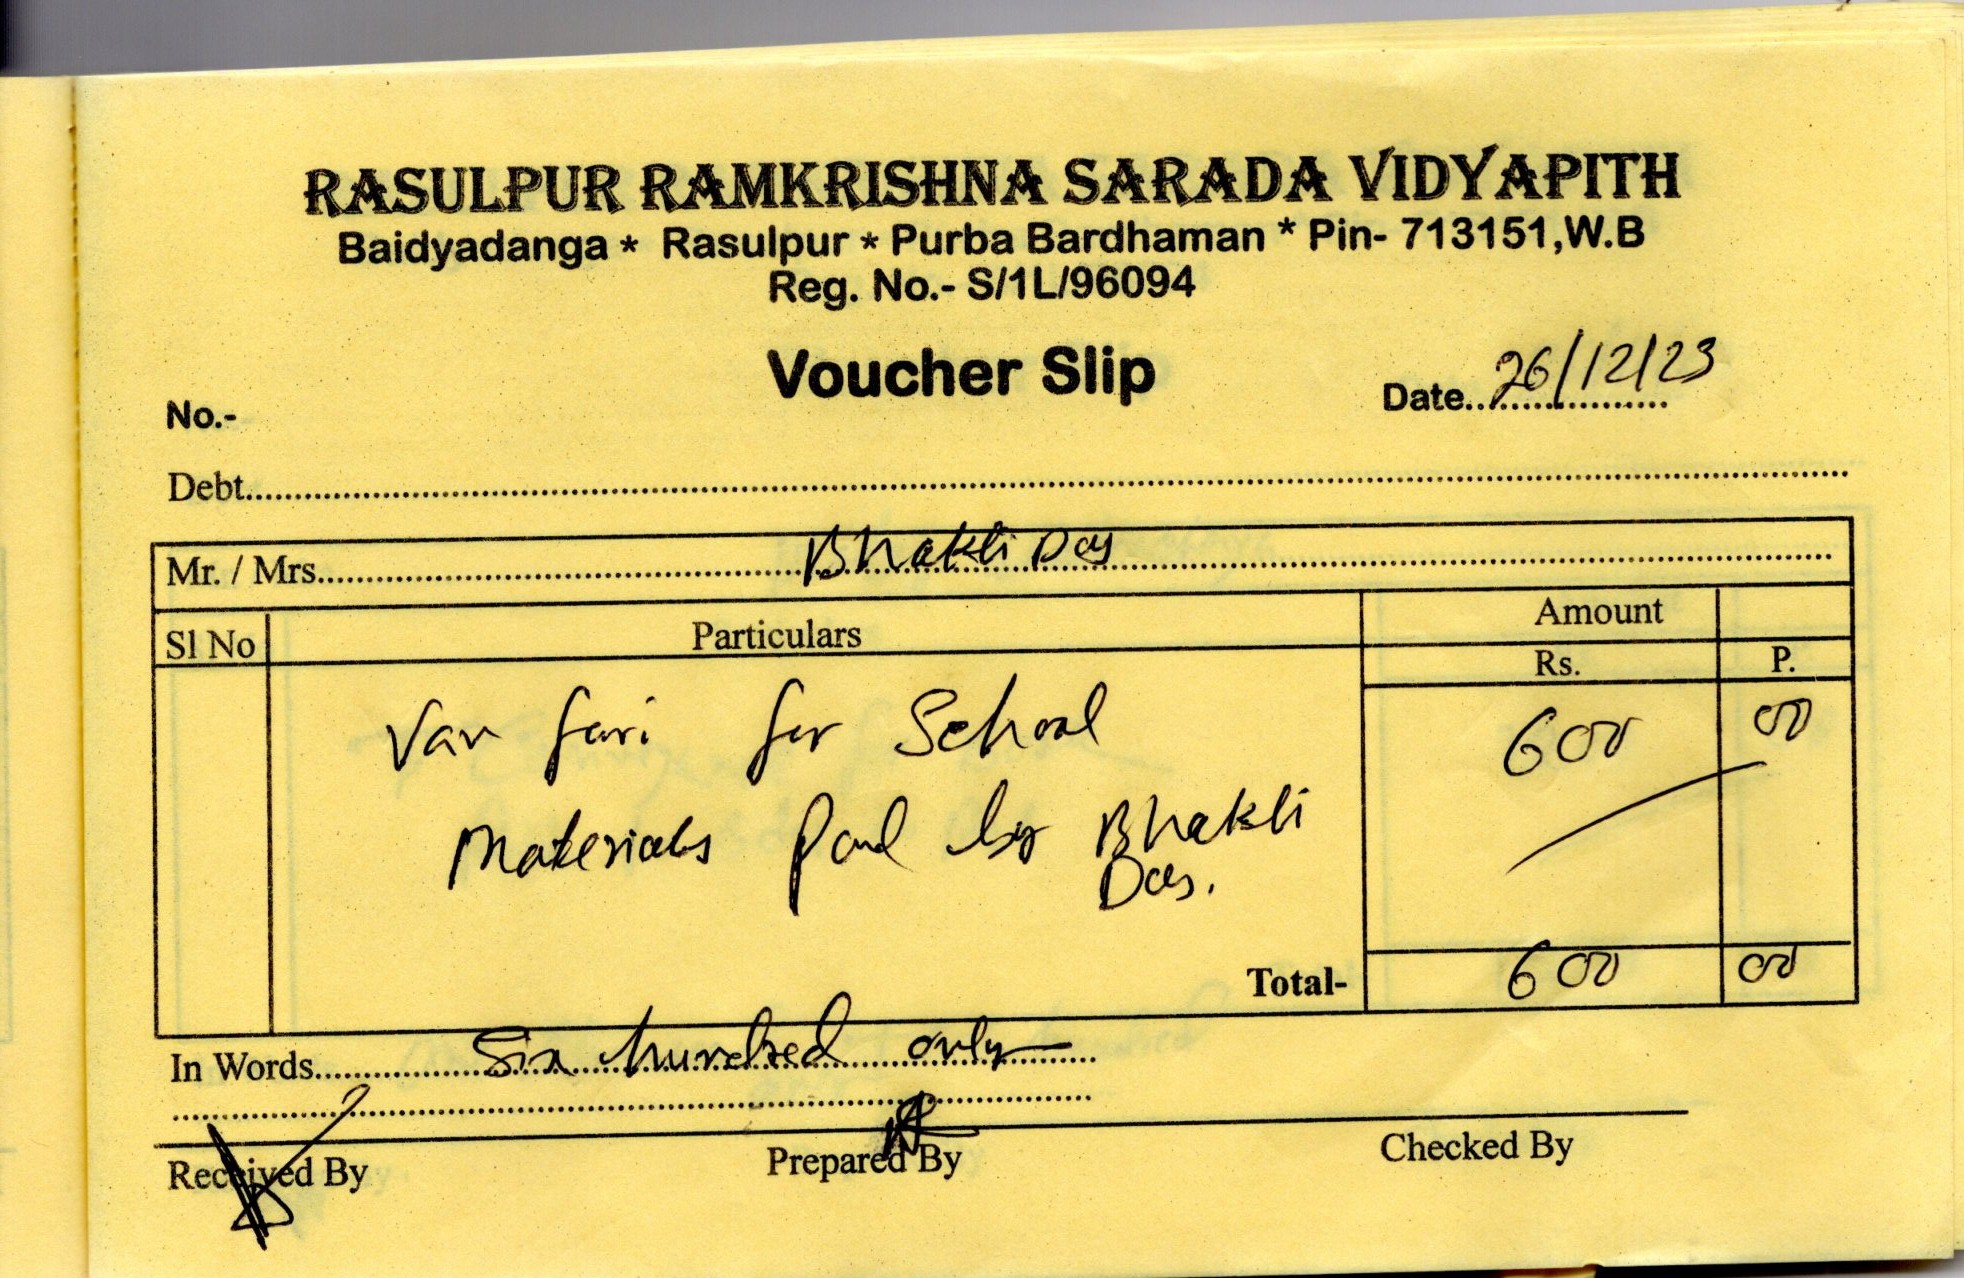 RASULPUR RAMKRISHNA SARADA VIDYAPITH
Baidyadanga * Rasulpur * Purba Bardhaman * Pin- 713151,W.B
Reg. No.- S/1L/96094
Voucher Slip
No.-
Date..26/12/23
Debt
Mr. / Mrs. Bhakti Das
Sl No Particulars Amount
Rs. P.
Van fari for School 600 00
Materials Paid by Bhakti
Das.
Total- 600 00
In Words Six hundred only
Received By Prepared By Checked By